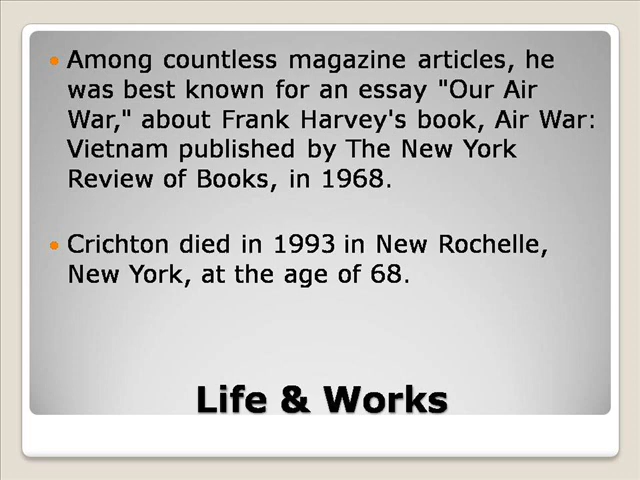 Among countless magazine articles, he
was best known for an essay "Our Air
War," about Frank Harvey's book, Air War:
Vietnam published by The New York
Review of Books, in 1968.
Crichton died in 1993 in New Rochelle,
New York, at the age of 68.
Life & Works